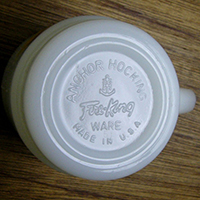 ANCHOR HOCKING
Fire-King
WARE
MADE IN U.S.A.